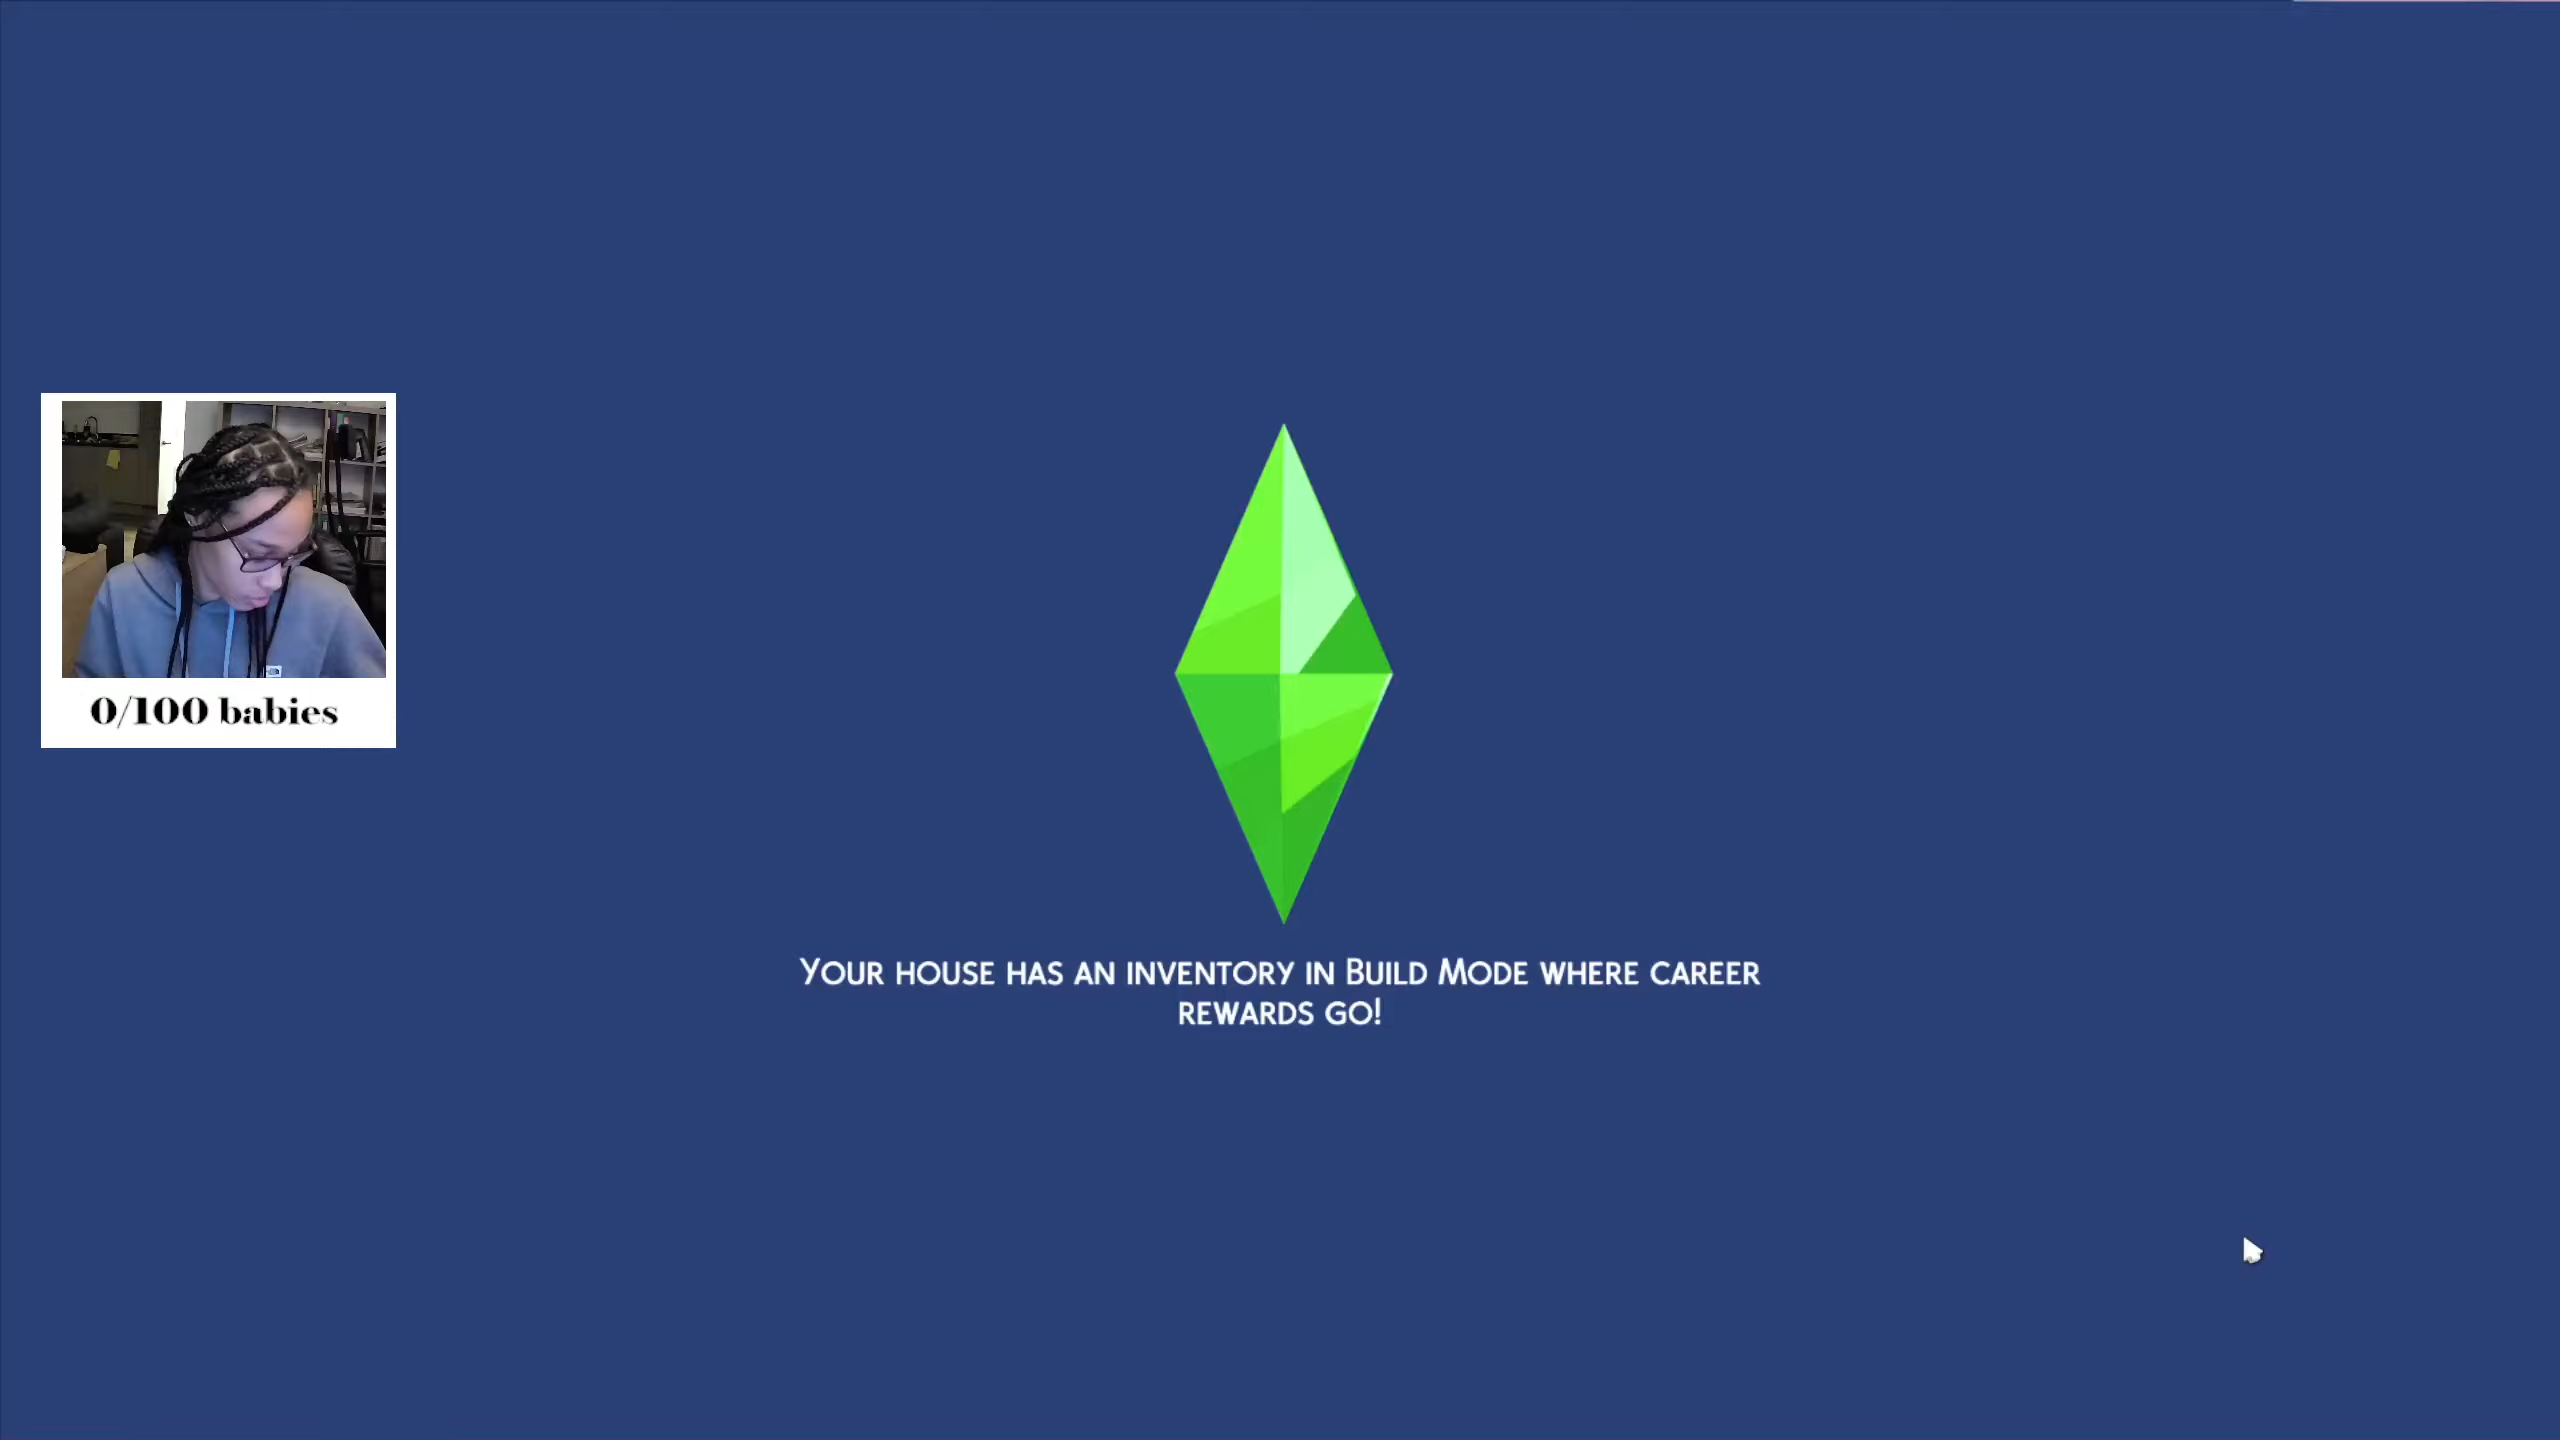 0/100 babies
Your house has an inventory in Build Mode where career
rewards go!